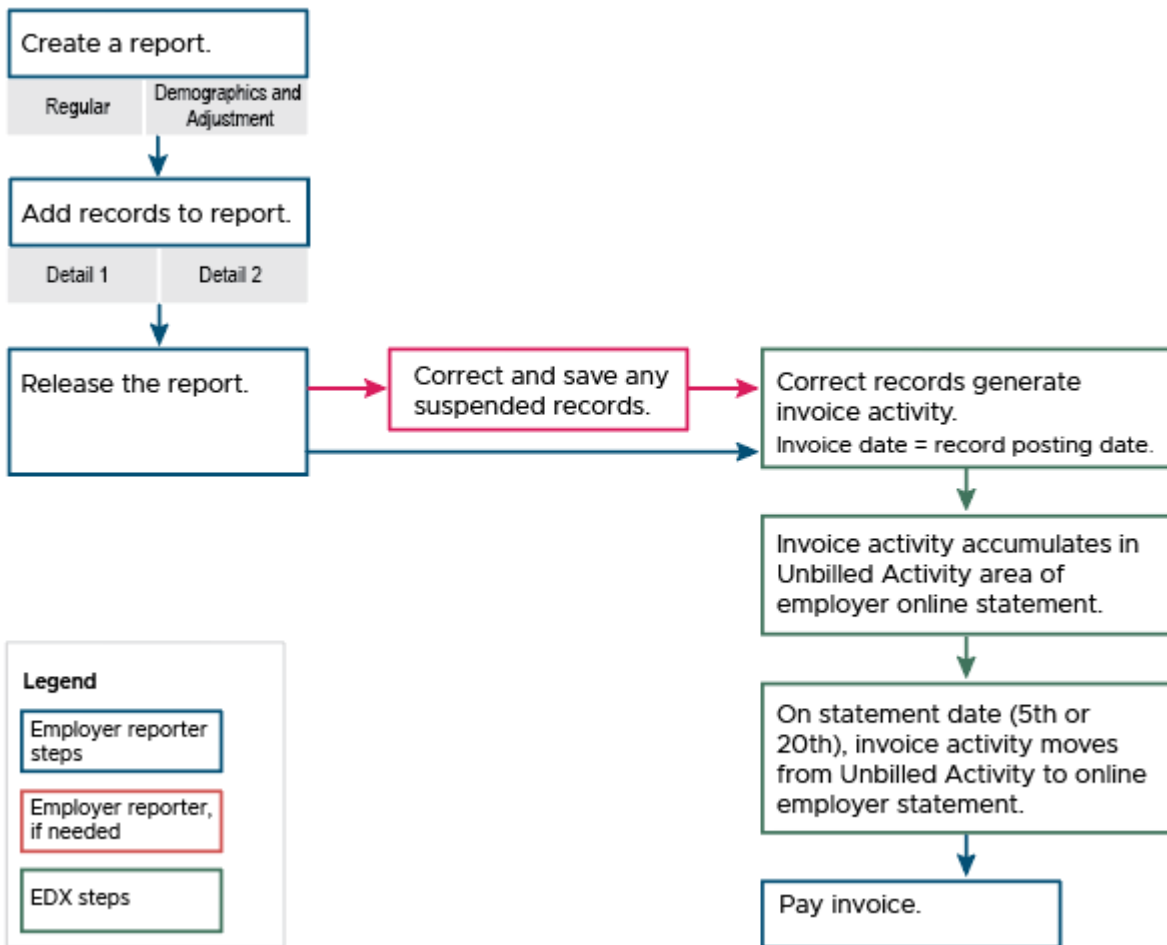 Create a report.
Regular
Demographics and
Adjustment
Add records to report.
Detail 1
Detail 2
Release the report.
Correct and save any
suspended records.
Correct records generate
invoice activity.
Invoice date = record posting date.
Invoice activity accumulates in
Unbilled Activity area of
employer online statement.
On statement date (5th or
20th), invoice activity moves
from Unbilled Activity to online
employer statement.
Pay invoice.
Legend
Employer reporter
steps
Employer reporter,
if needed
EDX steps